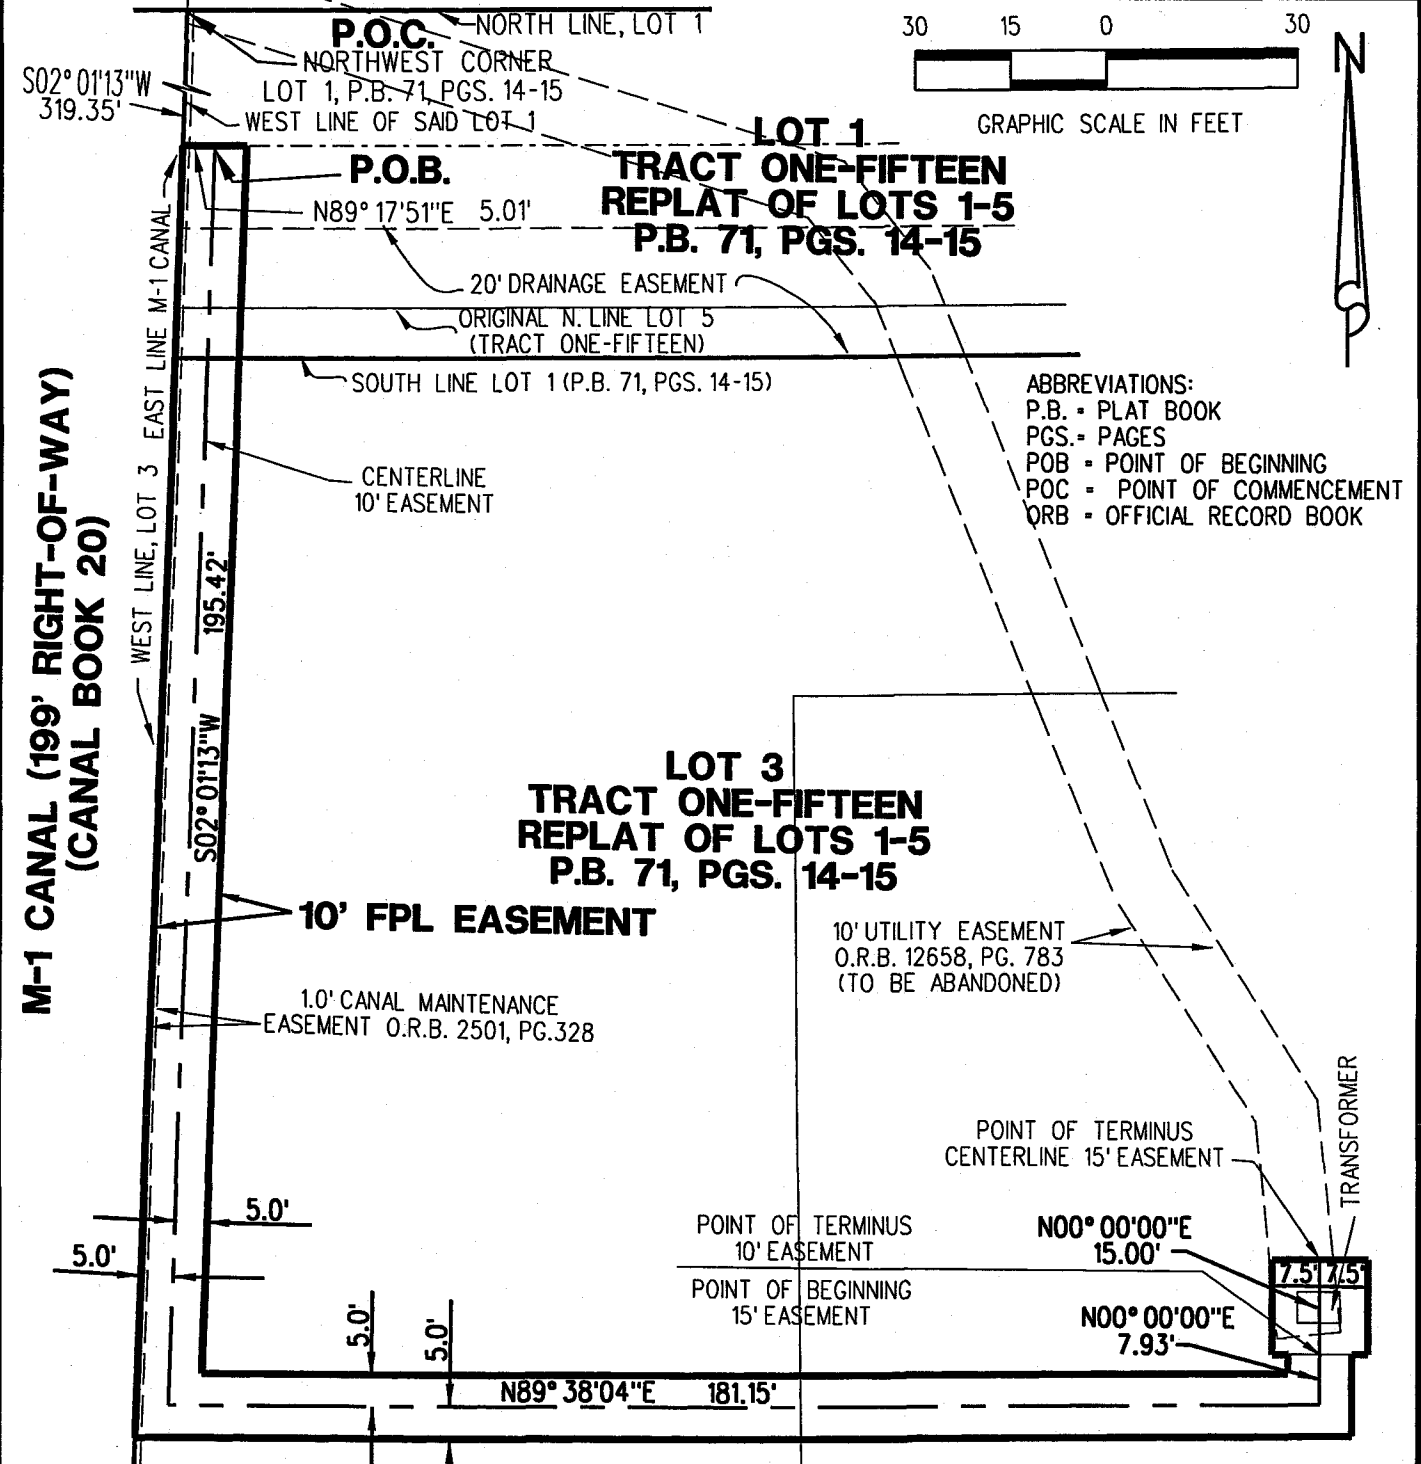 NORTH LINE, LOT 1
P.O.C.
NORTHWEST CORNER
LOT 1, P.B. 71, PGS. 14-15
WEST LINE OF SAID LOT 1
S02°01'13"W
319.35'
30 15 0 30
GRAPHIC SCALE IN FEET
N
P.O.B.
N89°17'51"E 5.01'
LOT 1
TRACT ONE-FIFTEEN
REPLAT OF LOTS 1-5
P.B. 71, PGS. 14-15
20' DRAINAGE EASEMENT
ORIGINAL N. LINE LOT 5
(TRACT ONE-FIFTEEN)
SOUTH LINE LOT 1 (P.B. 71, PGS. 14-15)
ABBREVIATIONS:
P.B. = PLAT BOOK
PGS.= PAGES
POB = POINT OF BEGINNING
POC = POINT OF COMMENCEMENT
ORB = OFFICIAL RECORD BOOK
M-1 CANAL (199' RIGHT-OF-WAY)
(CANAL BOOK 20)
WEST LINE, LOT 3 EAST LINE M-1 CANAL
CENTERLINE
10' EASEMENT
S02°01'13"W 195.42'
LOT 3
TRACT ONE-FIFTEEN
REPLAT OF LOTS 1-5
P.B. 71, PGS. 14-15
10' FPL EASEMENT
10' UTILITY EASEMENT
O.R.B. 12658, PG. 783
(TO BE ABANDONED)
1.0' CANAL MAINTENANCE
EASEMENT O.R.B. 2501, PG.328
POINT OF TERMINUS
CENTERLINE 15' EASEMENT
TRANSFORMER
5.0'
5.0'
POINT OF TERMINUS
10' EASEMENT
POINT OF BEGINNING
15' EASEMENT
N00°00'00"E
15.00'
7.5' 7.5'
N00°00'00"E
7.93'
5.0'
5.0'
N89°38'04"E 181.15'